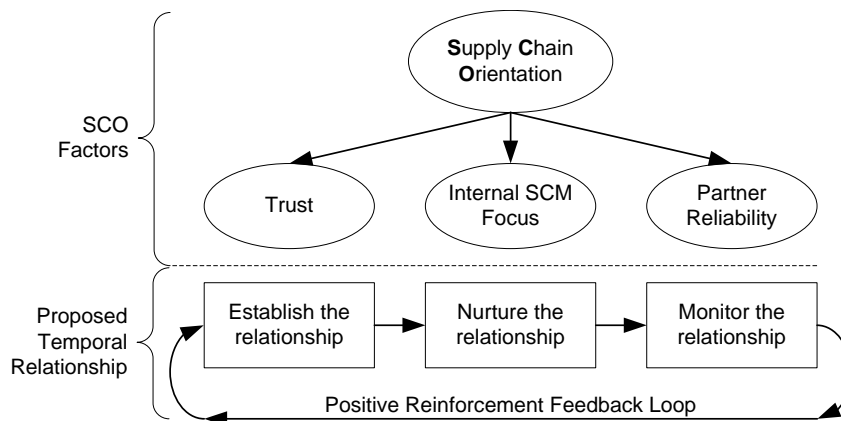 Supply Chain
Orientation
SCO
Factors
Trust
Internal SCM
Focus
Partner
Reliability
Proposed
Temporal
Relationship
Establish the
relationship
Nurture the
relationship
Monitor the
relationship
Positive Reinforcement Feedback Loop